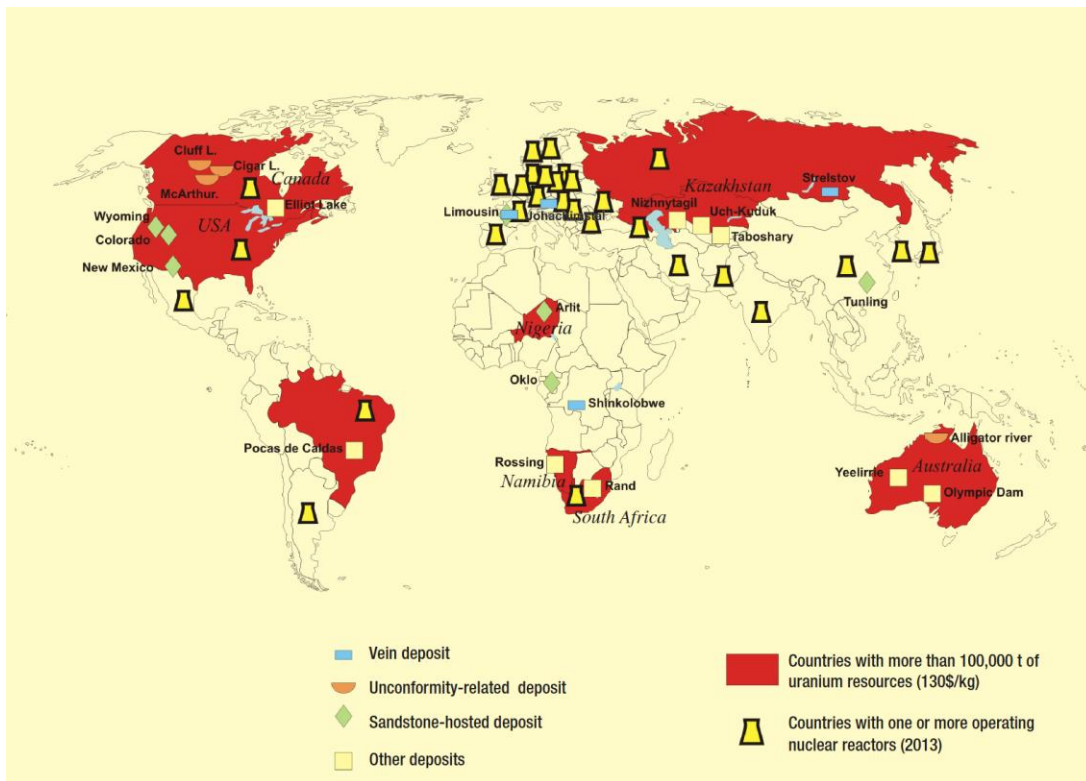 Cluff L.
Cigar L.
Canada
McArthur.
Elliot Lake
Wyoming
USA
Colorado
New Mexico
Limousin
Johachimstal
Kazakhstan
Strelstov
Nizhnytagil
Uch-Kuduk
Taboshary
Tunling
Arlit
Nigeria
Oklo
Shinkolobwe
Pocas de Caldas
Rossing
Namibia
Rand
South Africa
Alligator river
Yeelirrie
Australia
Olympic Dam
Vein deposit
Unconformity-related deposit
Sandstone-hosted deposit
Other deposits
Countries with more than 100,000 t of
uranium resources (130$/kg)
Countries with one or more operating
nuclear reactors (2013)